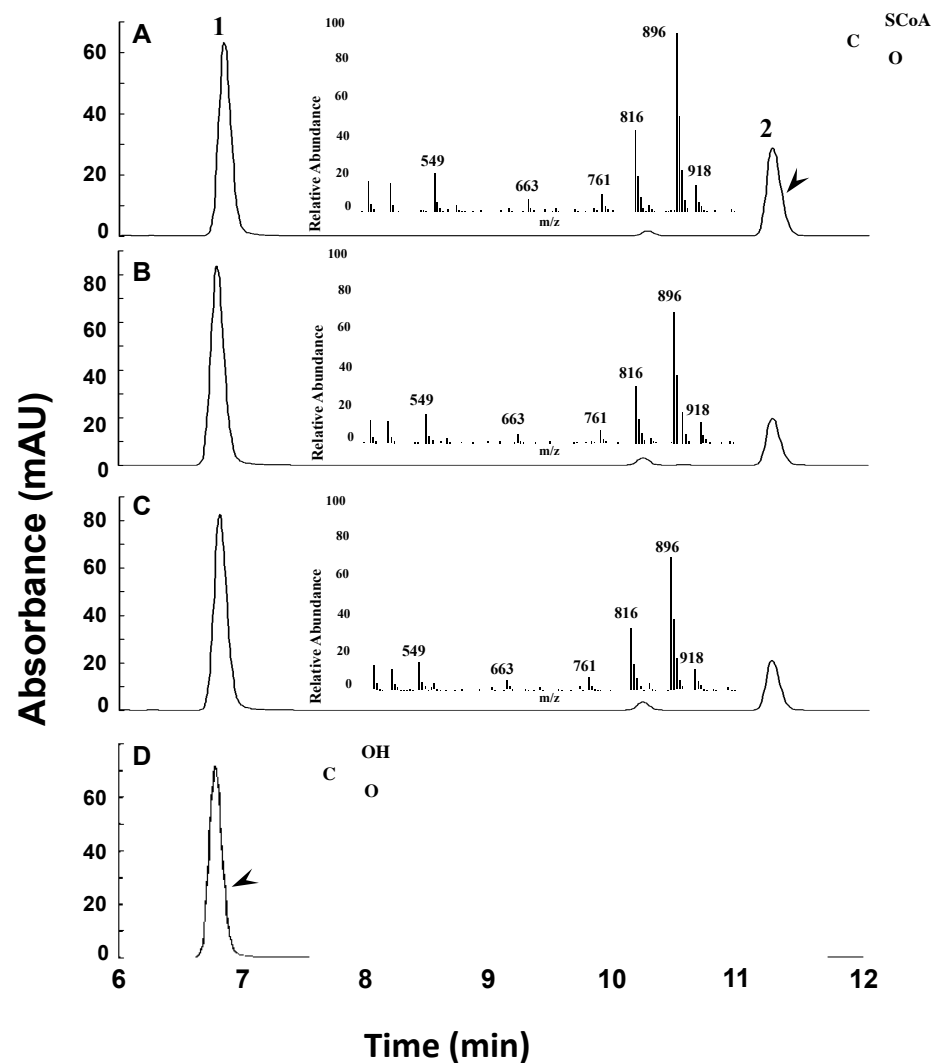 A
1
SCoA
C
O
2
60
40
20
0
Relative Abundance
100
80
60
40
20
0
549
663
761
816
896
918
m/z
B
80
60
40
20
0
Relative Abundance
100
80
60
40
20
0
549
663
761
816
896
918
m/z
C
80
60
40
20
0
Relative Abundance
100
80
60
40
20
0
549
663
761
816
896
918
m/z
D
OH
C
O
60
40
20
0
6 7 8 9 10 11 12
Absorbance (mAU)
Time (min)